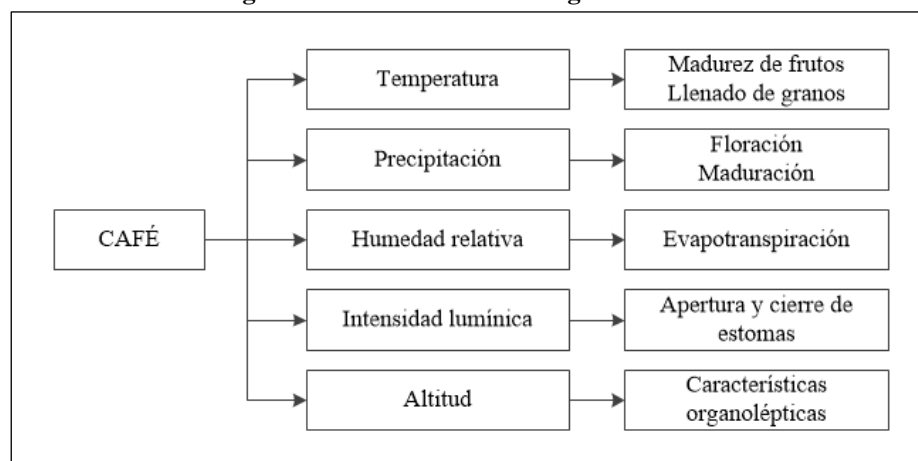 Temperatura
Madurez de frutos
Llenado de granos
Precipitación
Floración
Maduración
CAFÉ
Humedad relativa
Evapotranspiración
Intensidad lumínica
Apertura y cierre de
estomas
Altitud
Características
organolépticas